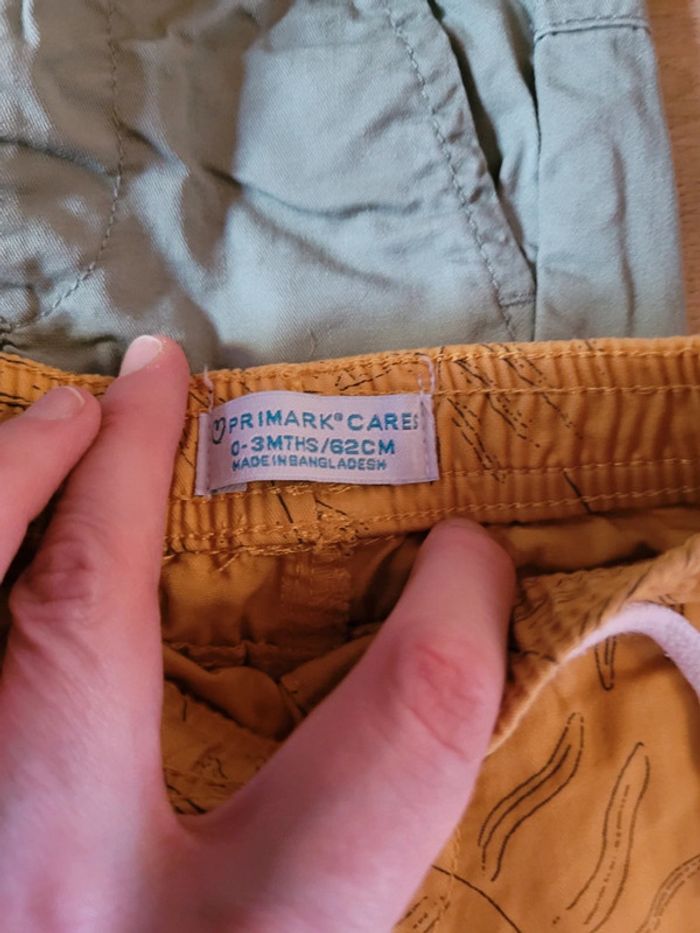 PRIMARK® CARES
0-3MTHS/62CM
MADE IN BANGLADESH